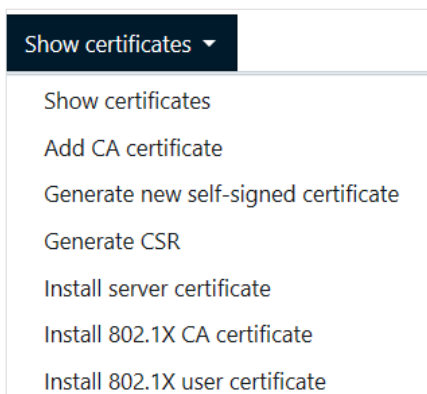 Show certificates
Show certificates
Add CA certificate
Generate new self-signed certificate
Generate CSR
Install server certificate
Install 802.1X CA certificate
Install 802.1X user certificate